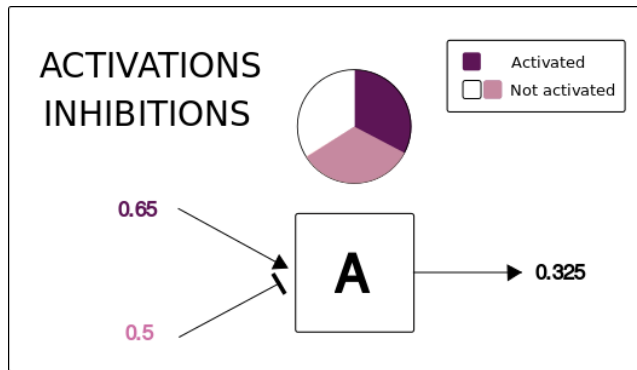 ACTIVATIONS
INHIBITIONS
Activated
Not activated
0.65
A
0.325
0.5